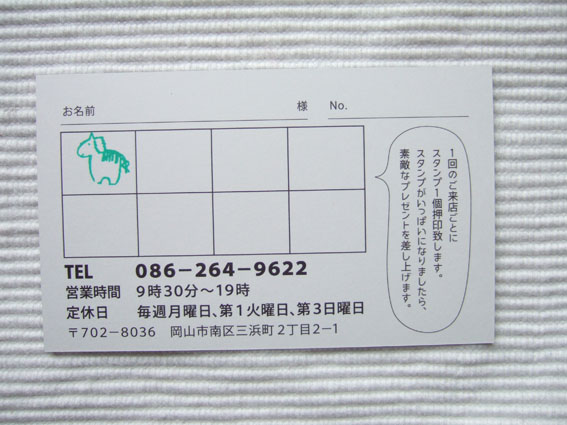 お名前　様　No.
1回のご来店ごとに
スタンプ1個押印致します。
スタンプがいっぱいになりましたら、
素敵なプレゼントを差し上げます。
TEL　086−264−9622
営業時間　9時30分〜19時
定休日　毎週月曜日、第1火曜日、第3日曜日
〒702−8036　岡山市南区三浜町2丁目2−1